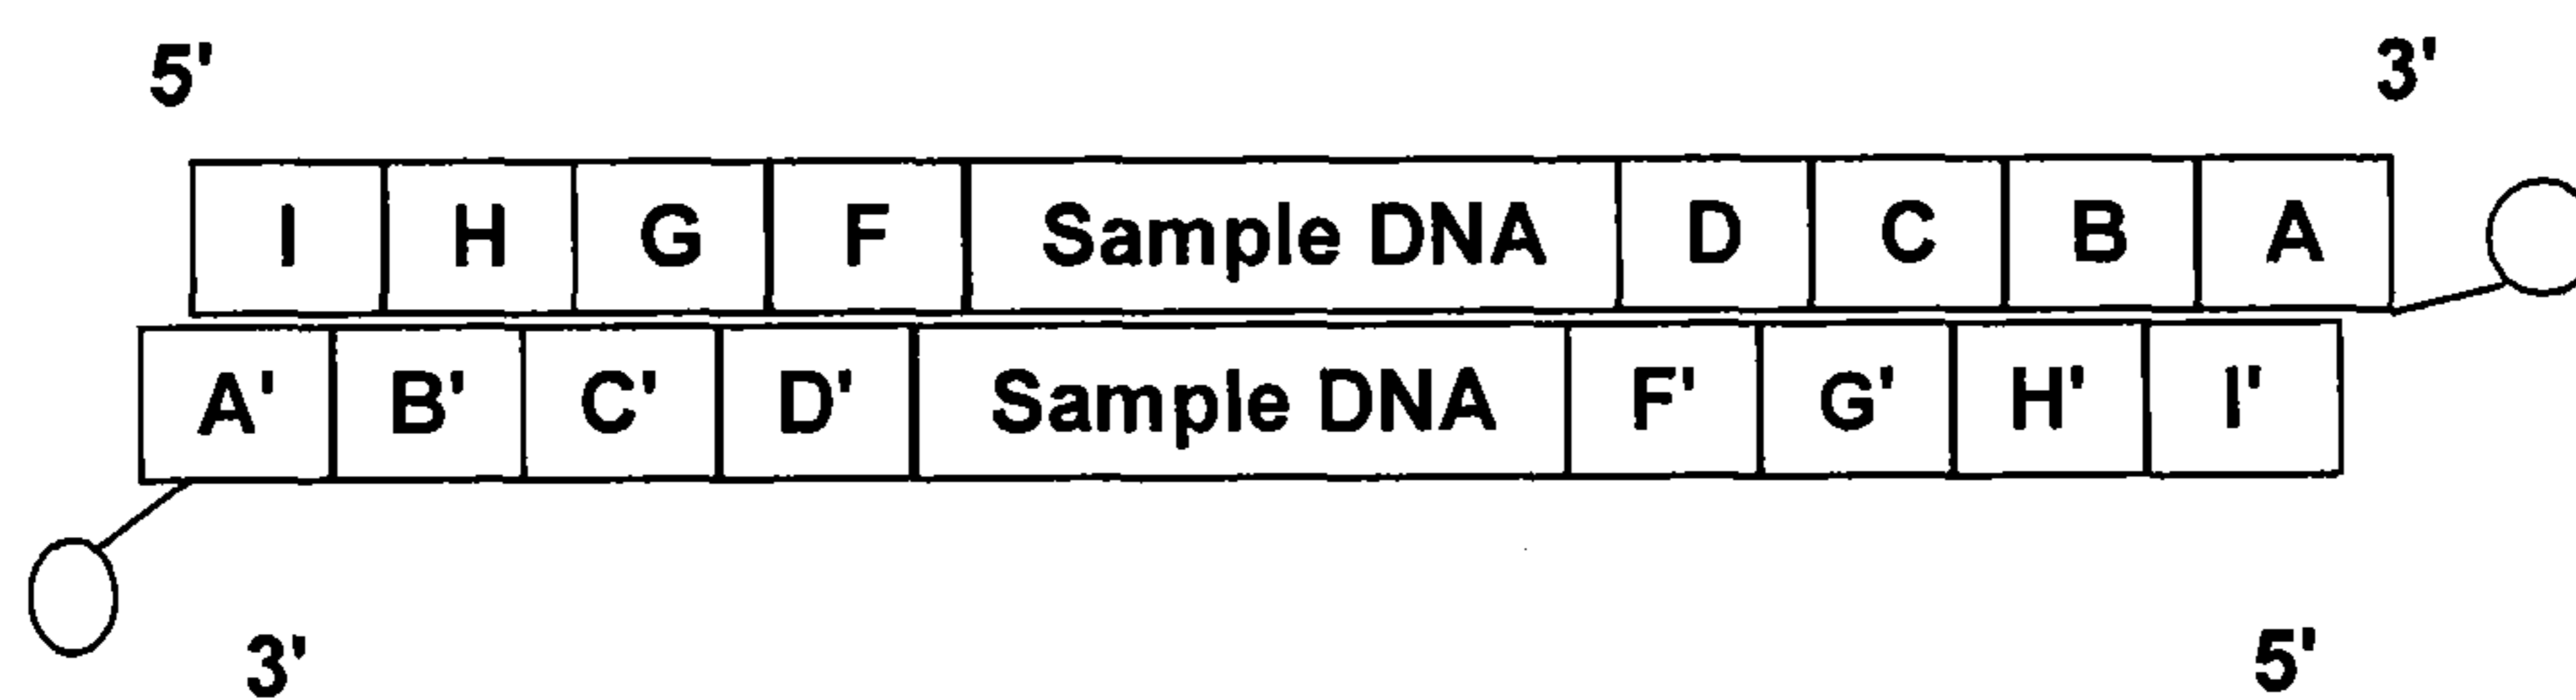 5' 3'
I H G F Sample DNA D C B A
A' B' C' D' Sample DNA F' G' H' I'
3' 5'